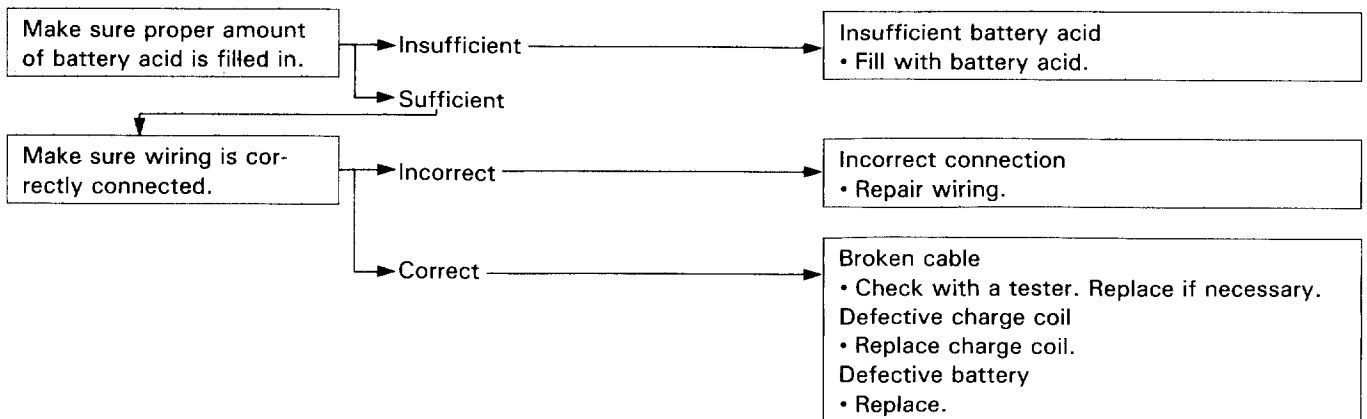 Make sure proper amount
of battery acid is filled in.
Insufficient
Insufficient battery acid
• Fill with battery acid.
Sufficient
Make sure wiring is cor-
rectly connected.
Incorrect
Incorrect connection
• Repair wiring.
Correct
Broken cable
• Check with a tester. Replace if necessary.
Defective charge coil
• Replace charge coil.
Defective battery
• Replace.